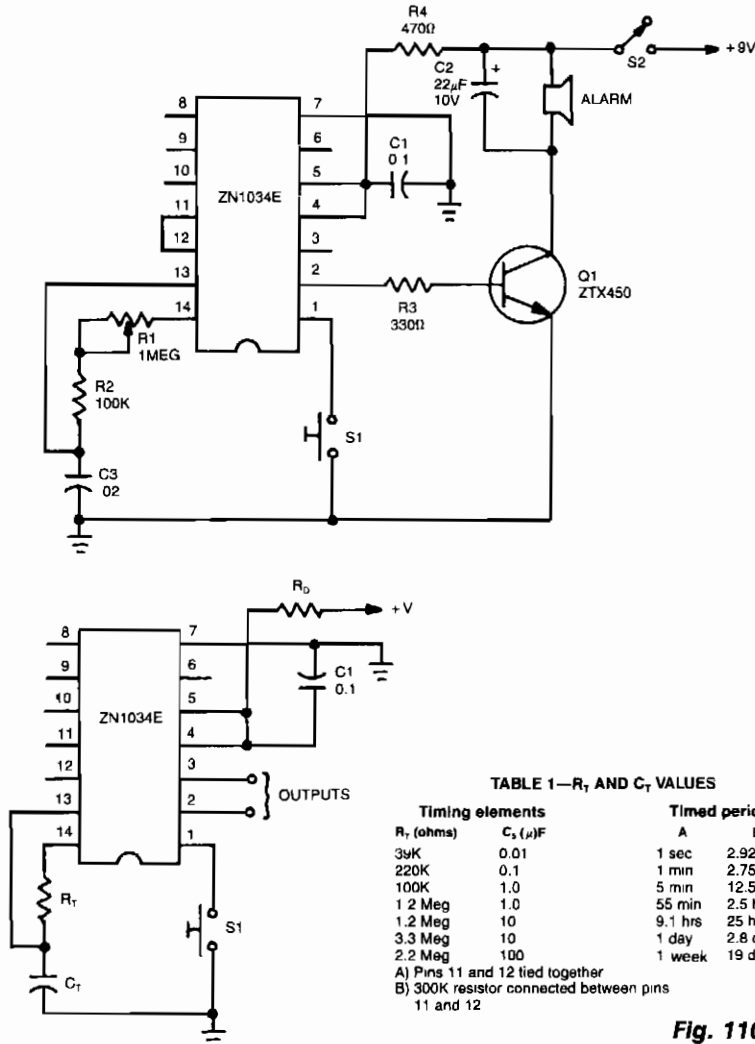 R4
470Ω
+9V
S2
C2
+
22µF
10V
ALARM
8
7
9
6
C1
0 1
10
5
ZN1034E
11
4
12
3
13
2
Q1
ZTX450
14
1
R3
330Ω
R1
1MEG
R2
100K
S1
C3
02
RD
+V
8
7
9
6
C1
0.1
10
5
ZN1034E
11
4
12
3
OUTPUTS
13
2
14
1
RT
S1
CT
TABLE 1—RT AND CT VALUES
Timing elements Timed perio
RT (ohms) Cs (µ)F A
39K 0.01 1 sec 2.92
220K 0.1 1 min 2.75
100K 1.0 5 min 12.5
1 2 Meg 1.0 55 min 2.5
1.2 Meg 10 9.1 hrs 25
3.3 Meg 10 1 day 2.8
2.2 Meg 100 1 week 19
A) Pins 11 and 12 tied together
B) 300K resistor connected between pins
11 and 12
Fig. 110